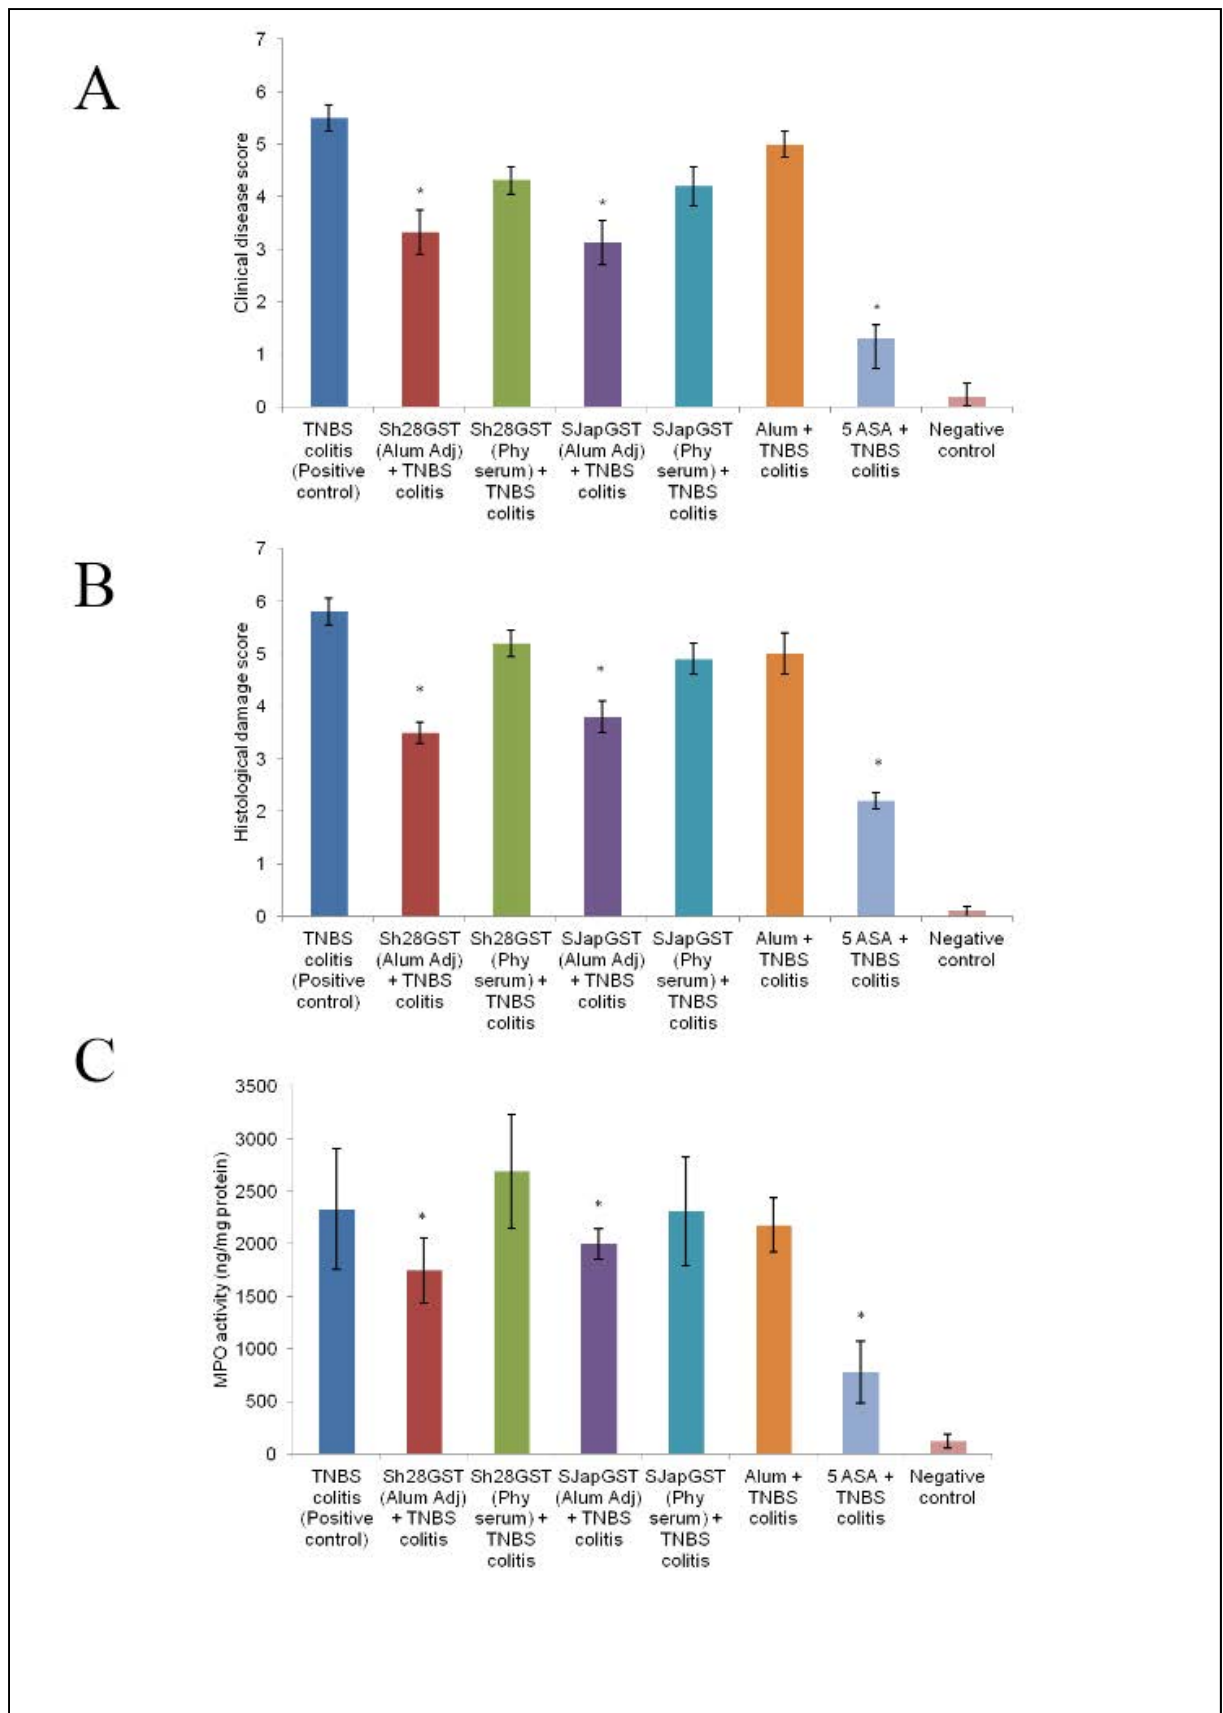 A
Clinical disease score
7
6
5
4
3
2
1
0
*
*
*
TNBS colitis (Positive control)
Sh28GST (Alum Adj) + TNBS colitis
Sh28GST (Phy serum) + TNBS colitis
SJapGST (Alum Adj) + TNBS colitis
SJapGST (Phy serum) + TNBS colitis
Alum + TNBS colitis
5 ASA + TNBS colitis
Negative control
B
Histological damage score
7
6
5
4
3
2
1
0
*
*
*
TNBS colitis (Positive control)
Sh28GST (Alum Adj) + TNBS colitis
Sh28GST (Phy serum) + TNBS colitis
SJapGST (Alum Adj) + TNBS colitis
SJapGST (Phy serum) + TNBS colitis
Alum + TNBS colitis
5 ASA + TNBS colitis
Negative control
C
MPO activity (ng/mg protein)
3500
3000
2500
2000
1500
1000
500
0
*
*
*
TNBS colitis (Positive control)
Sh28GST (Alum Adj) + TNBS colitis
Sh28GST (Phy serum) + TNBS colitis
SJapGST (Alum Adj) + TNBS colitis
SJapGST (Phy serum) + TNBS colitis
Alum + TNBS colitis
5 ASA + TNBS colitis
Negative control